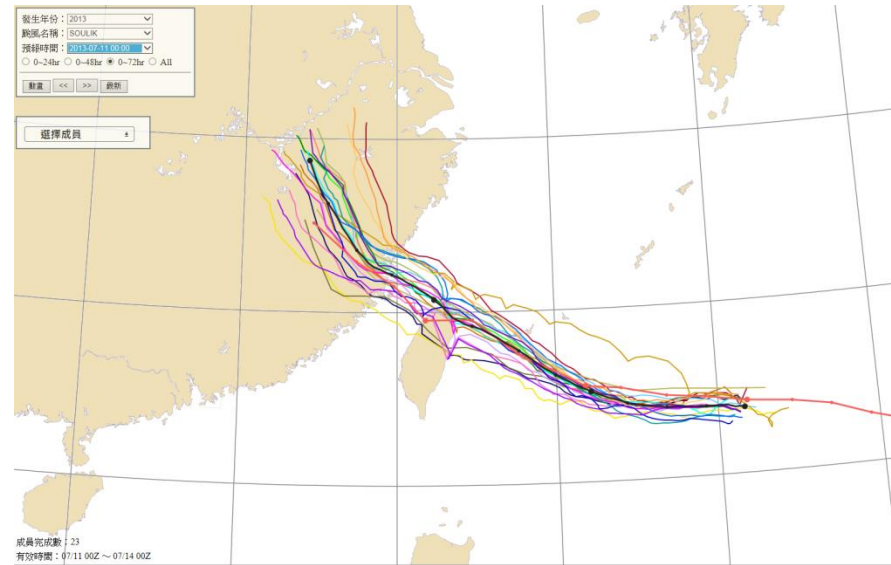 發生年份：2013
颱風名稱：SOULIK
預報時間：2013-07-11 00:00
0~24hr 0~48hr 0~72hr All
動畫 << >> 最新
選擇成員
成員完成數：23
有效時間：07/11 00Z ～ 07/14 00Z